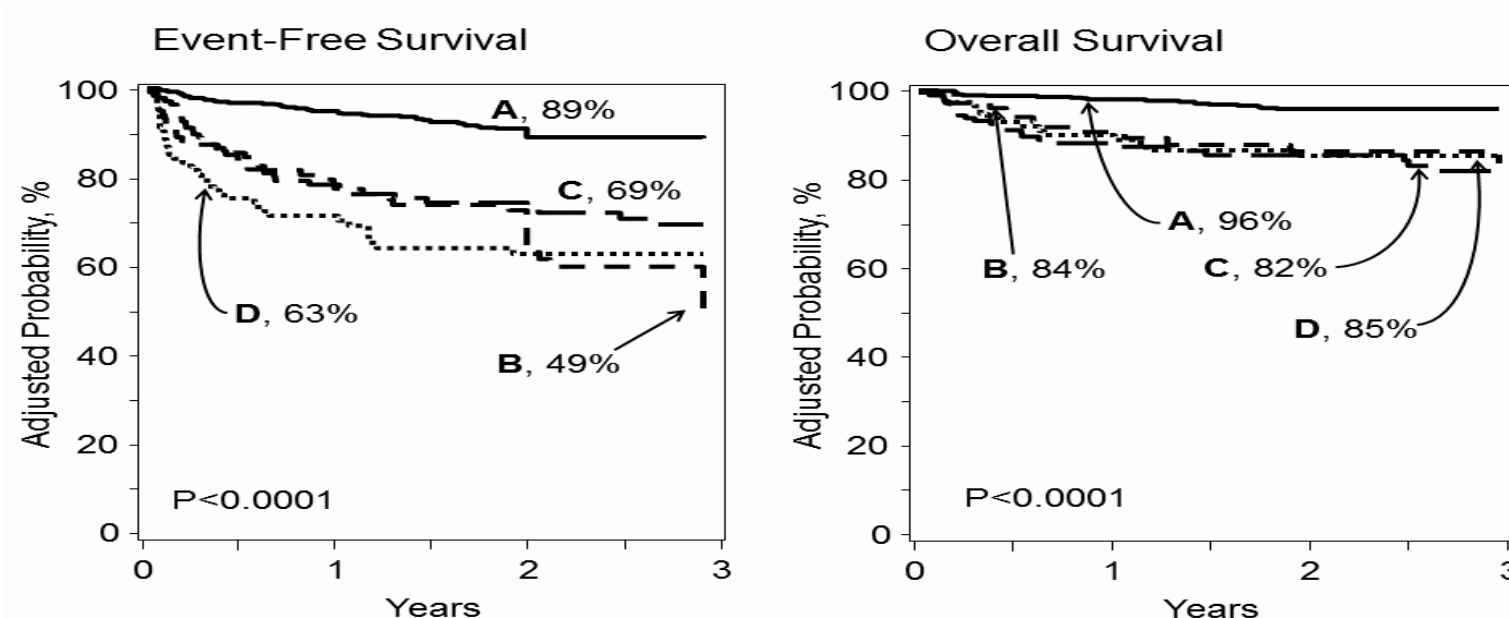 Event-Free Survival
Adjusted Probability, %
100
80
60
40
20
0
A, 89%
C, 69%
D, 63%
B, 49%
P<0.0001
0 1 2 3
Years
Overall Survival
Adjusted Probability, %
100
80
60
40
20
0
A, 96%
B, 84%
C, 82%
D, 85%
P<0.0001
0 1 2 3
Years